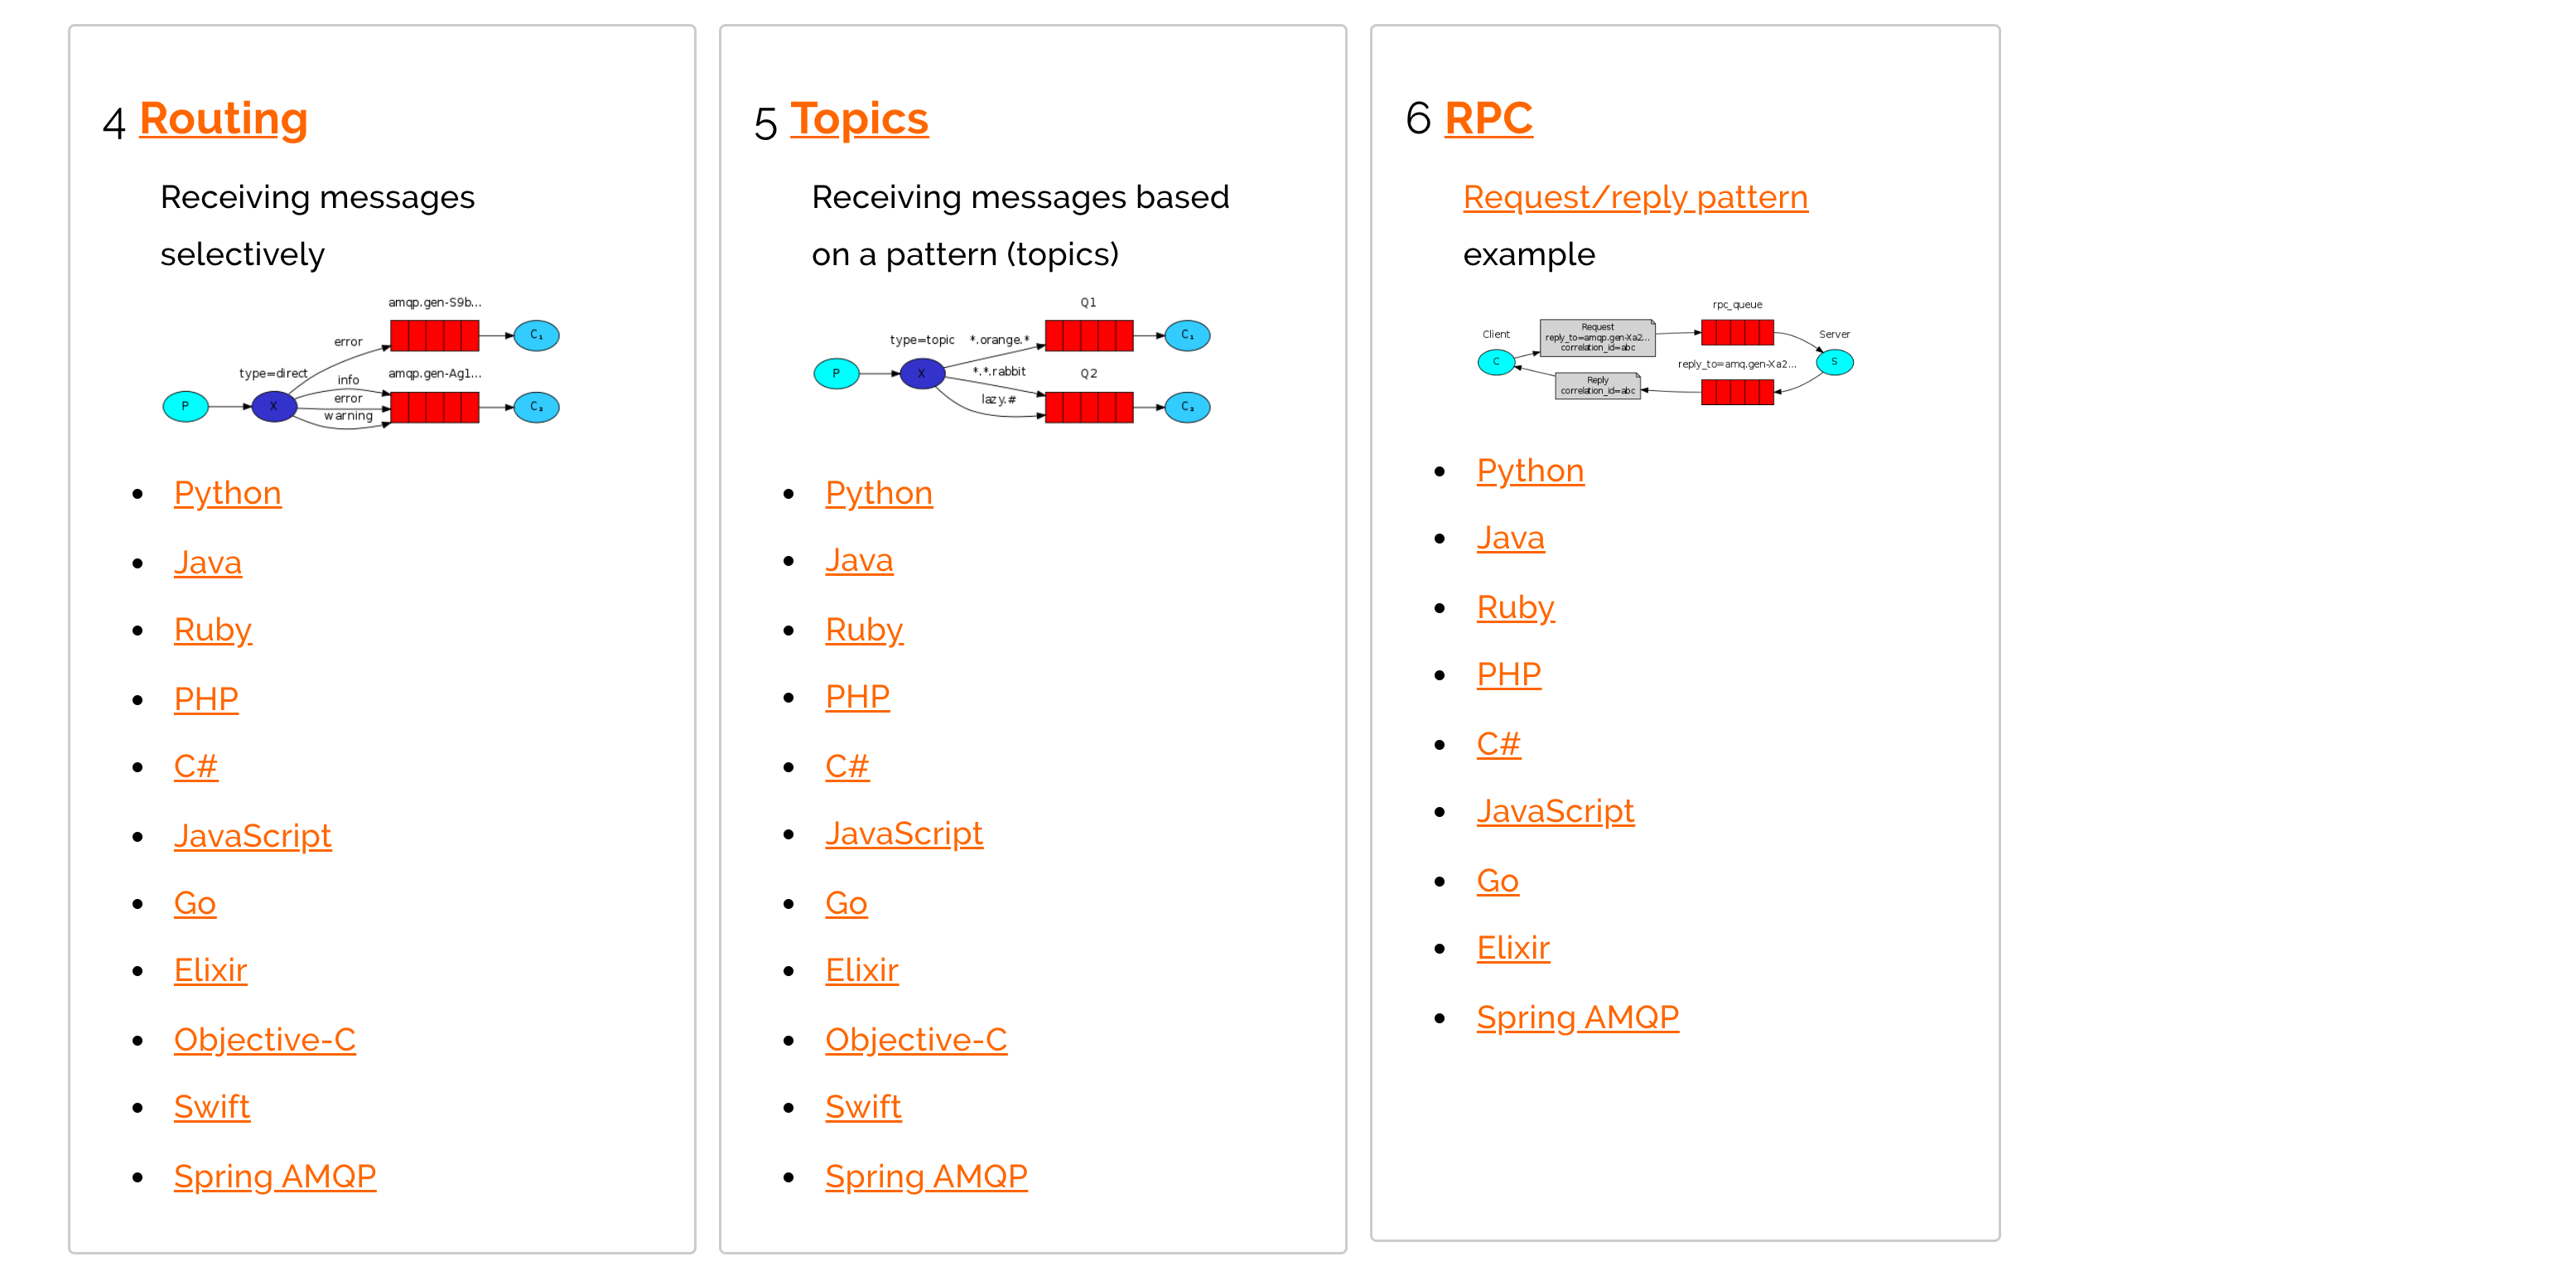 4 Routing
Receiving messages
selectively
amqp.gen-S9b...
error
C₁
type=direct
info
amqp.gen-Ag1...
error
P
X
C₂
warning
Python
Java
Ruby
PHP
C#
JavaScript
Go
Elixir
Objective-C
Swift
Spring AMQP
5 Topics
Receiving messages based
on a pattern (topics)
Q1
type=topic
*.orange.*
C₁
P
X
*.*.rabbit
Q2
lazy.#
C₂
Python
Java
Ruby
PHP
C#
JavaScript
Go
Elixir
Objective-C
Swift
Spring AMQP
6 RPC
Request/reply pattern
example
rpc_queue
Client
Request
reply_to=amqp.gen-Xa2...
correlation_id=abc
Server
C
S
reply_to=amq.gen-Xa2...
Reply
correlation_id=abc
Python
Java
Ruby
PHP
C#
JavaScript
Go
Elixir
Spring AMQP